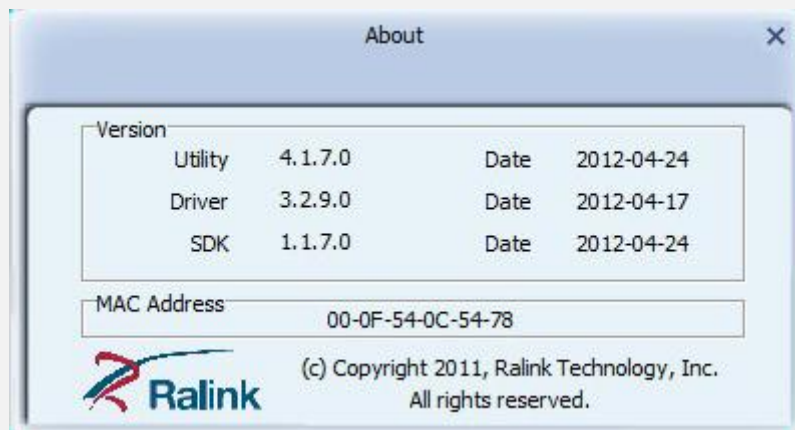 About
Version
Utility 4.1.7.0 Date 2012-04-24
Driver 3.2.9.0 Date 2012-04-17
SDK 1.1.7.0 Date 2012-04-24
MAC Address
00-0F-54-0C-54-78
Ralink
(c) Copyright 2011, Ralink Technology, Inc.
All rights reserved.